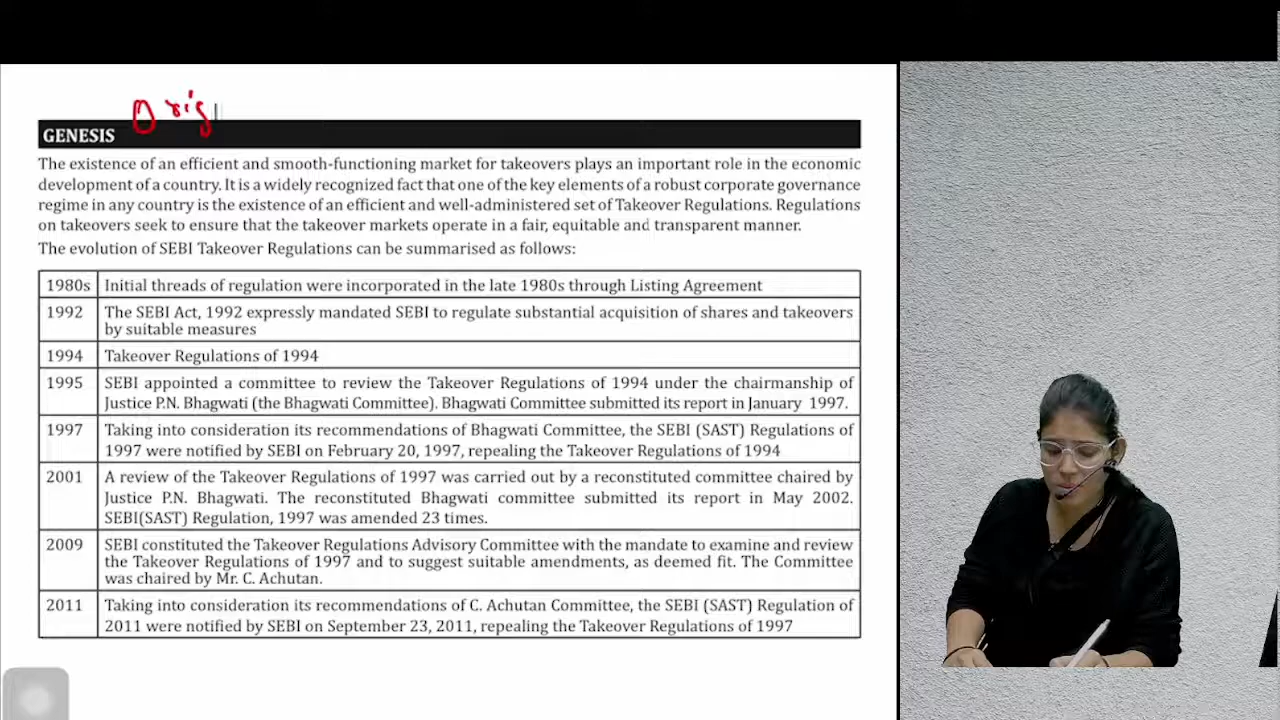 Orig
GENESIS
The existence of an efficient and smooth-functioning market for takeovers plays an important role in the economic
development of a country. It is a widely recognized fact that one of the key elements of a robust corporate governance
regime in any country is the existence of an efficient and well-administered set of Takeover Regulations. Regulations
on takeovers seek to ensure that the takeover markets operate in a fair, equitable and transparent manner.
The evolution of SEBI Takeover Regulations can be summarised as follows:
1980s Initial threads of regulation were incorporated in the late 1980s through Listing Agreement
1992 The SEBI Act, 1992 expressly mandated SEBI to regulate substantial acquisition of shares and takeovers
by suitable measures
1994 Takeover Regulations of 1994
1995 SEBI appointed a committee to review the Takeover Regulations of 1994 under the chairmanship of
Justice P.N. Bhagwati (the Bhagwati Committee). Bhagwati Committee submitted its report in January 1997.
1997 Taking into consideration its recommendations of Bhagwati Committee, the SEBI (SAST) Regulations of
1997 were notified by SEBI on February 20, 1997, repealing the Takeover Regulations of 1994
2001 A review of the Takeover Regulations of 1997 was carried out by a reconstituted committee chaired by
Justice P.N. Bhagwati. The reconstituted Bhagwati committee submitted its report in May 2002.
SEBI(SAST) Regulation, 1997 was amended 23 times.
2009 SEBI constituted the Takeover Regulations Advisory Committee with the mandate to examine and review
the Takeover Regulations of 1997 and to suggest suitable amendments, as deemed fit. The Committee
was chaired by Mr. C. Achutan.
2011 Taking into consideration its recommendations of C. Achutan Committee, the SEBI (SAST) Regulation of
2011 were notified by SEBI on September 23, 2011, repealing the Takeover Regulations of 1997